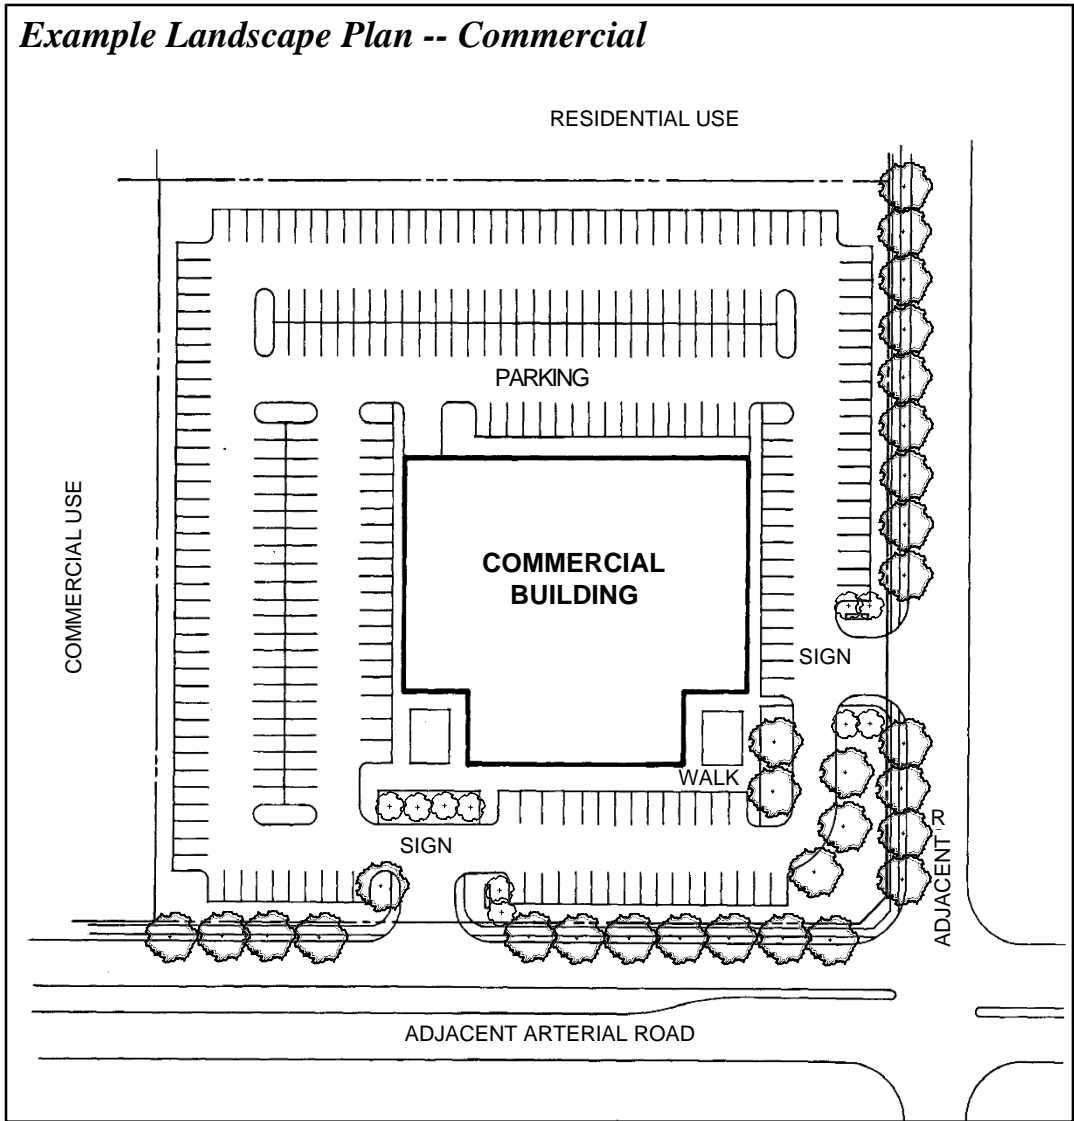 Example Landscape Plan -- Commercial
RESIDENTIAL USE
PARKING
COMMERCIAL USE
COMMERCIAL
BUILDING
SIGN
WALK
SIGN
R
ADJACENT
ADJACENT ARTERIAL ROAD